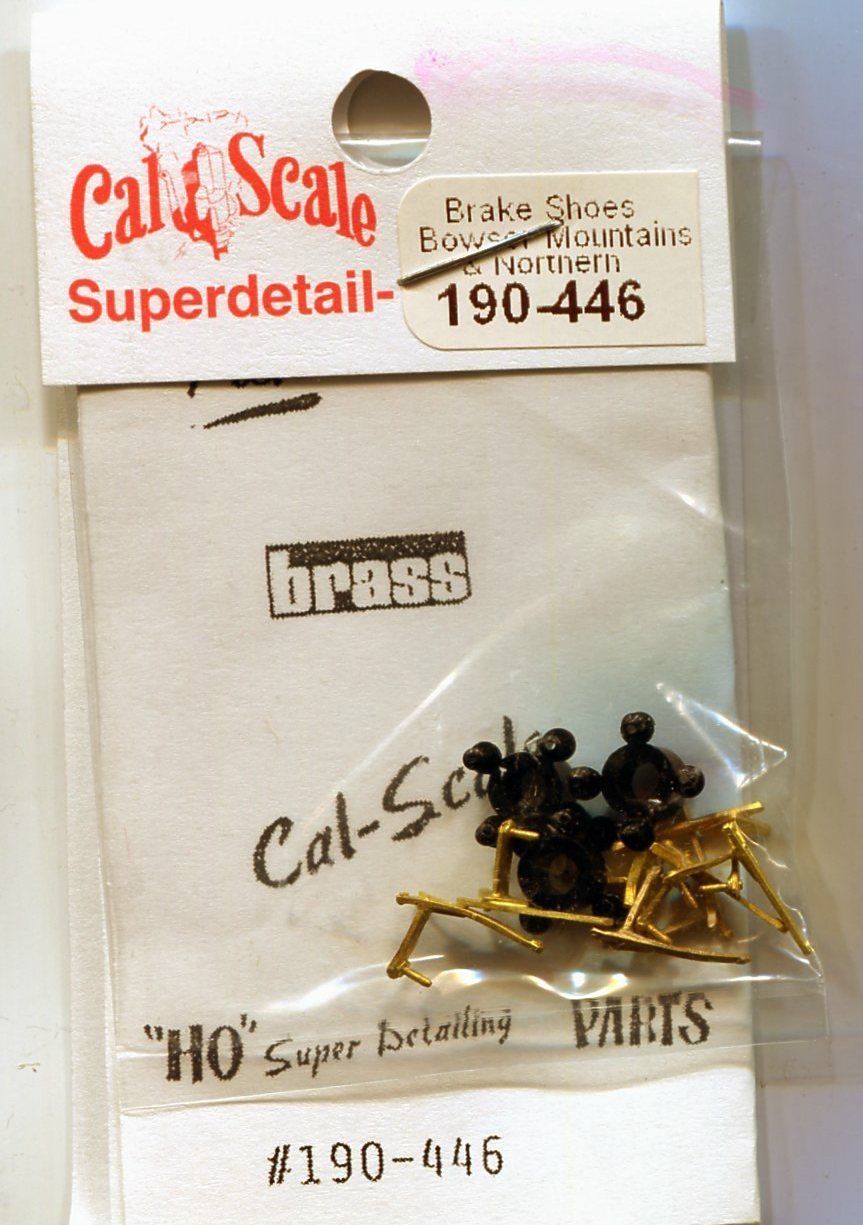 Cal Scale
Superdetail-
Brake Shoes
Bowser Mountains
& Northern
190-446
brass
Cal-Scale
"HO" Super Detailing PARTS
#190-446